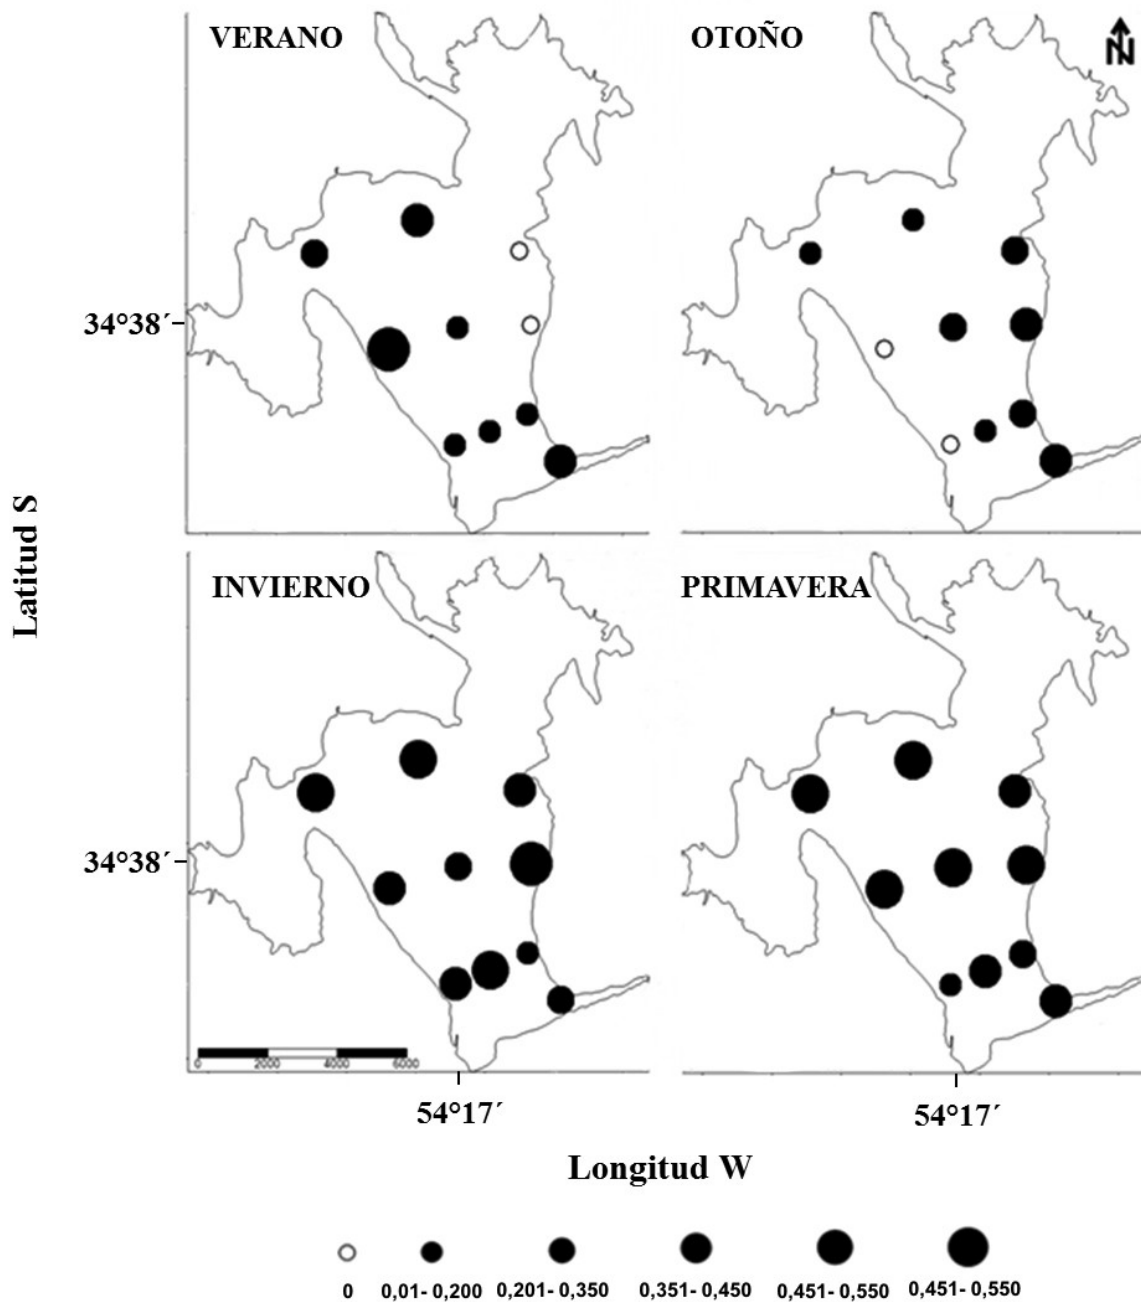 VERANO
OTOÑO
N
34°38´
INVIERNO
PRIMAVERA
34°38´
Latitud S
0 2000 4000 6000
54°17´ 54°17´
Longitud W
0 0,01- 0,200 0,201- 0,350 0,351- 0,450 0,451- 0,550 0,451- 0,550